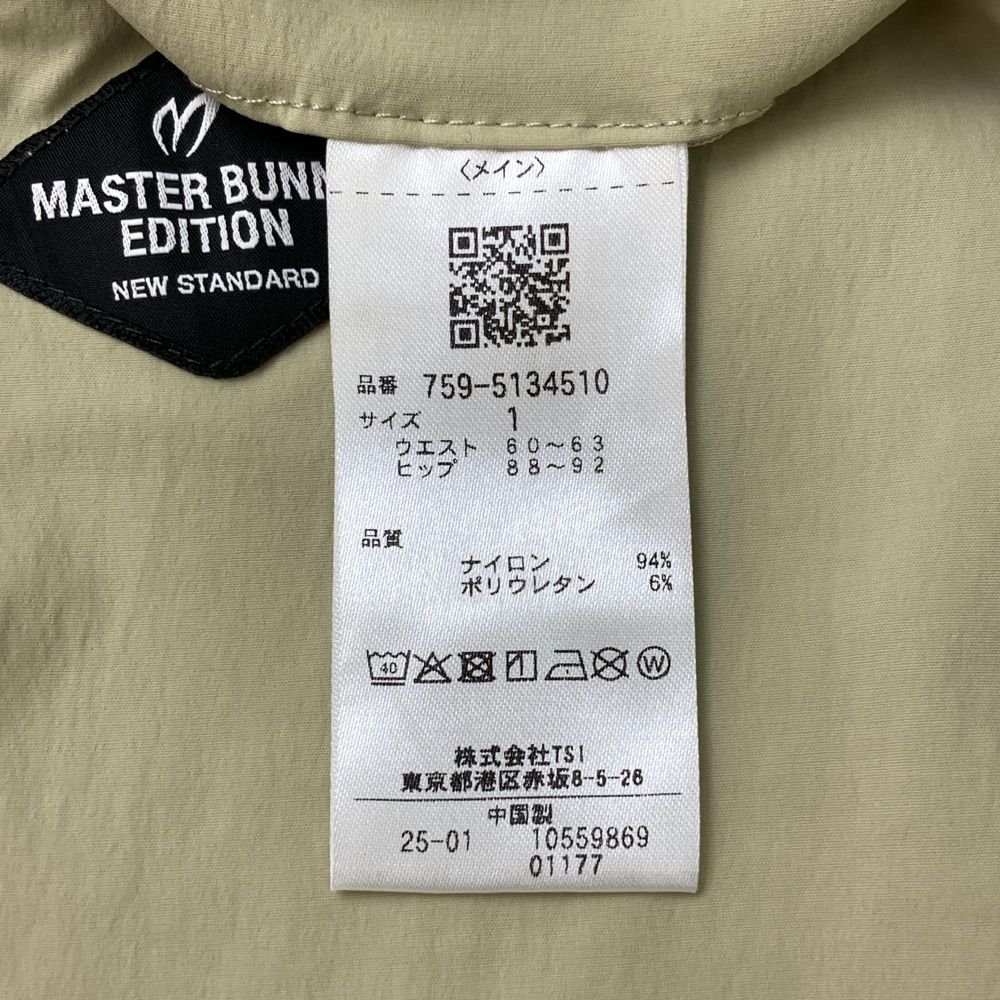 MASTER BUNN
EDITION
NEW STANDARD
〈メイン〉
品番 759-5134510
サイズ 1
ウエスト 60〜63
ヒップ 88〜92
品質
ナイロン 94%
ポリウレタン 6%
40
W
株式会社TSI
東京都港区赤坂8-5-26
中国製
25-01 10559869
01177